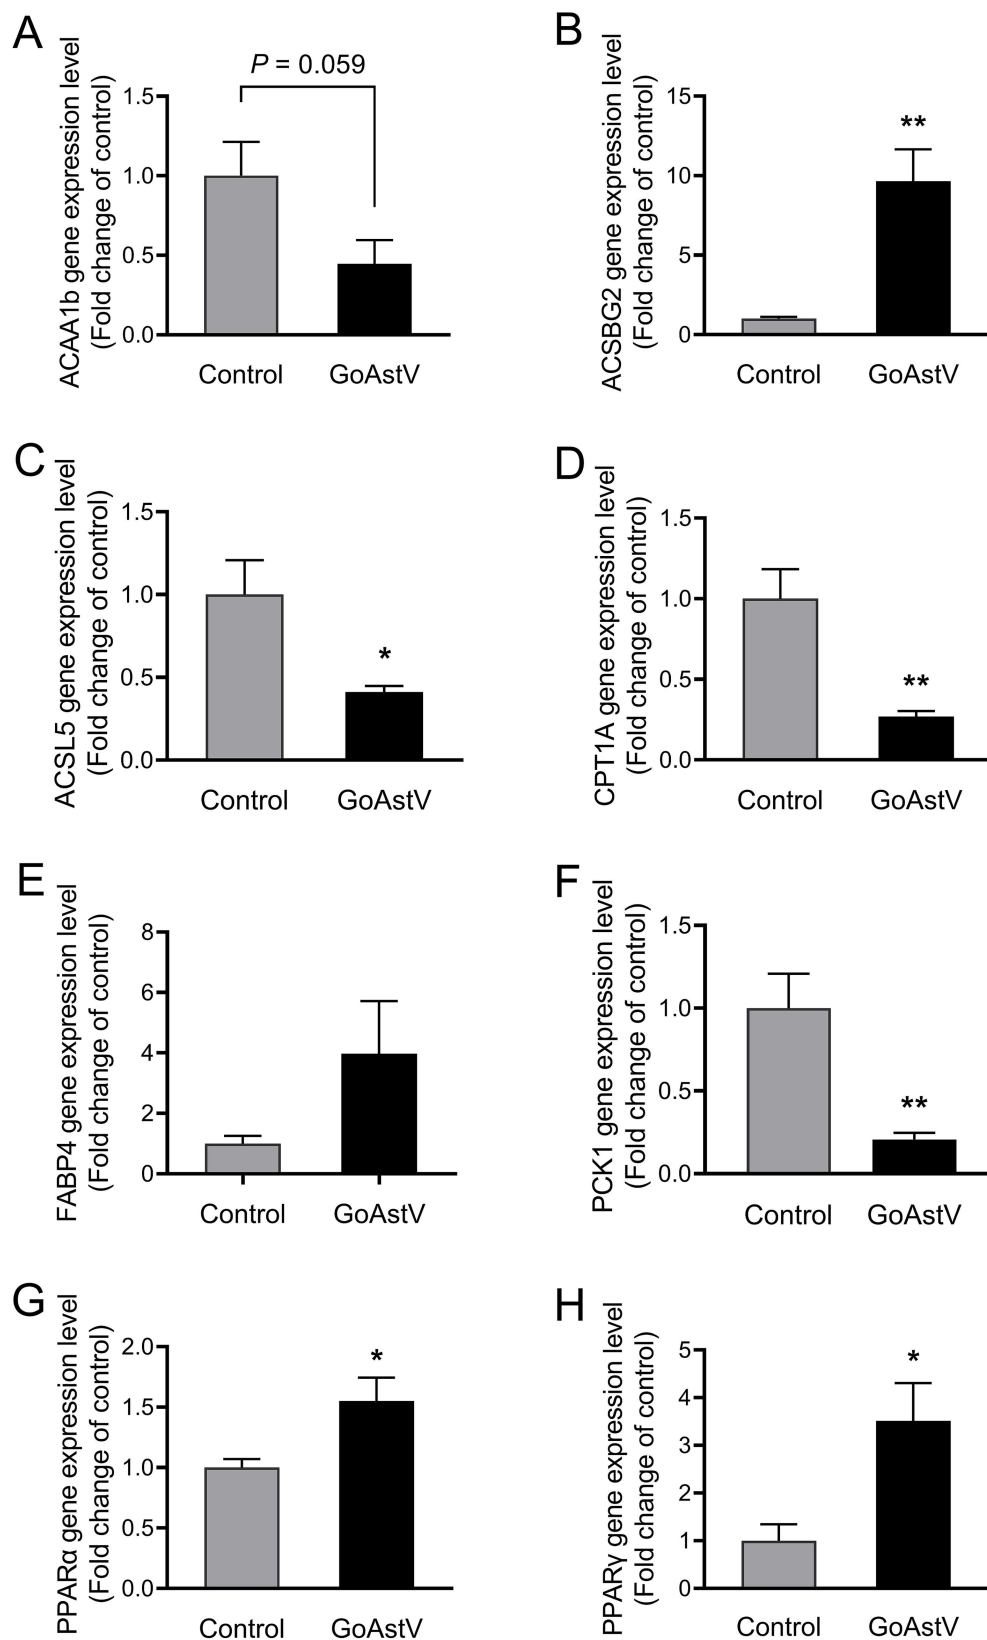 A
ACAA1b gene expression level
(Fold change of control)
P = 0.059
1.5
1.0
0.5
0.0
Control GoAstV
B
ACSBG2 gene expression level
(Fold change of control)
15
10
5
0
**
Control GoAstV
C
ACSL5 gene expression level
(Fold change of control)
1.5
1.0
0.5
0.0
*
Control GoAstV
D
CPT1A gene expression level
(Fold change of control)
1.5
1.0
0.5
0.0
**
Control GoAstV
E
FABP4 gene expression level
(Fold change of control)
8
6
4
2
0
Control GoAstV
F
PCK1 gene expression level
(Fold change of control)
1.5
1.0
0.5
0.0
**
Control GoAstV
G
PPARα gene expression level
(Fold change of control)
2.0
1.5
1.0
0.5
0.0
*
Control GoAstV
H
PPARγ gene expression level
(Fold change of control)
5
4
3
2
1
0
*
Control GoAstV